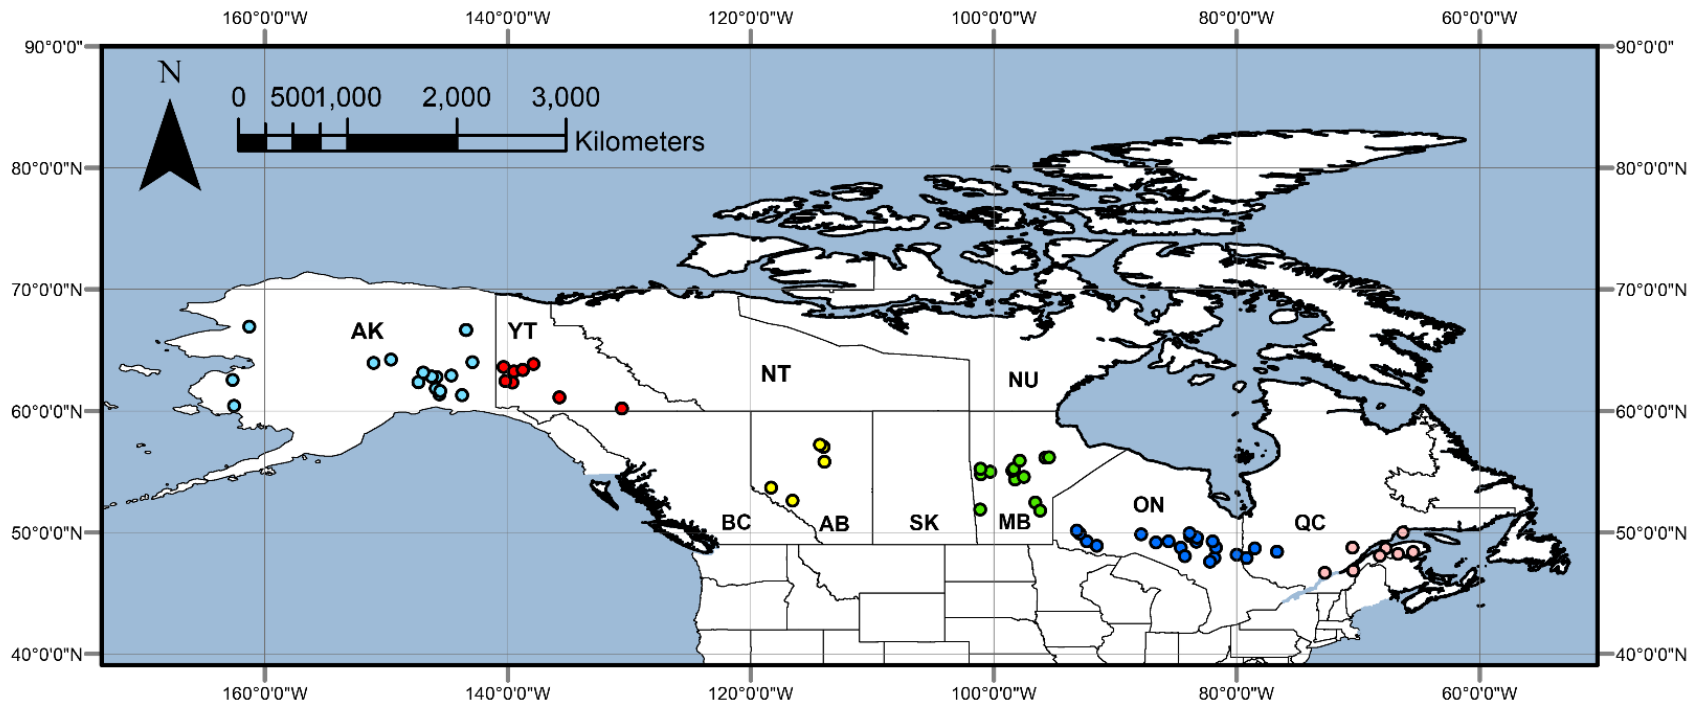 160°0'0"W 140°0'0"W 120°0'0"W 100°0'0"W 80°0'0"W 60°0'0"W
90°0'0" 90°0'0"
N
0 500 1,000 2,000 3,000
Kilometers
80°0'0"N 80°0'0"N
70°0'0"N 70°0'0"N
AK YT
NT NU
60°0'0"N 60°0'0"N
ON
BC AB SK MB QC
50°0'0"N 50°0'0"N
40°0'0"N 40°0'0"N
160°0'0"W 140°0'0"W 120°0'0"W 100°0'0"W 80°0'0"W 60°0'0"W